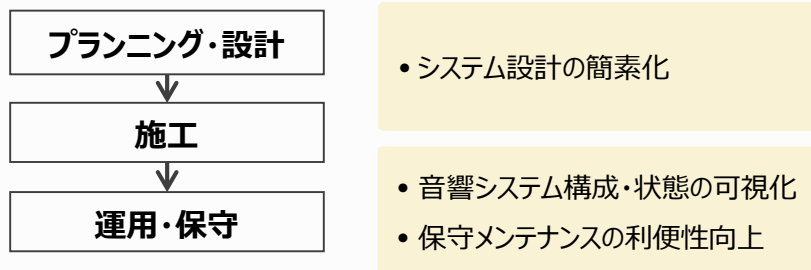 プランニング・設計
施工
運用・保守
• システム設計の簡素化
• 音響システム構成・状態の可視化
• 保守メンテナンスの利便性向上